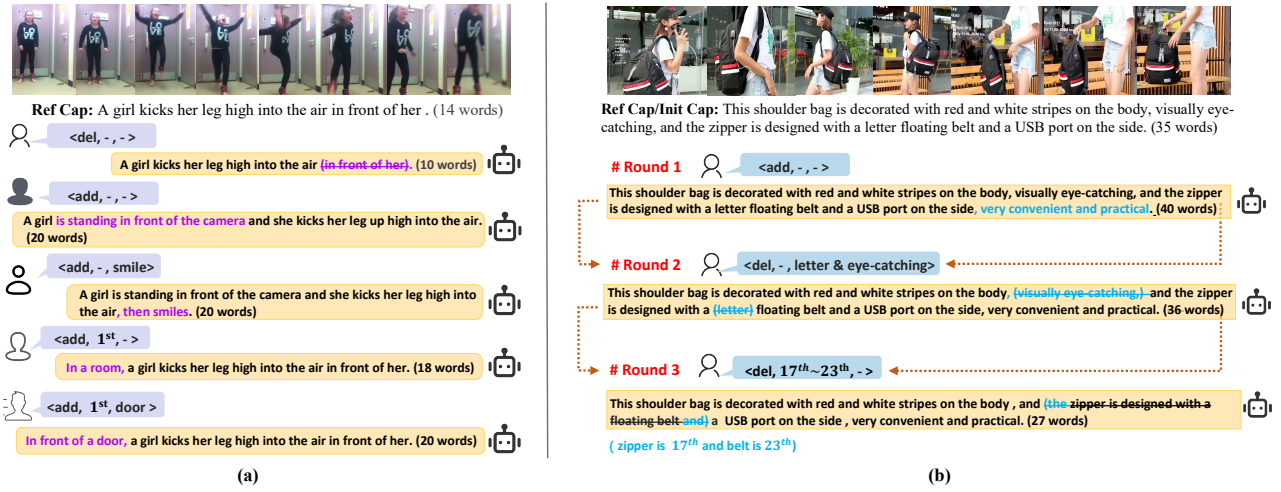 Ref Cap: A girl kicks her leg high into the air in front of her . (14 words)
<del, - , - >
A girl kicks her leg high into the air (in front of her). (10 words)
<add, - , - >
A girl is standing in front of the camera and she kicks her leg up high into the air.
(20 words)
<add, - , smile>
A girl is standing in front of the camera and she kicks her leg high into
the air, then smiles. (20 words)
<add, 1st, ->
In a room, a girl kicks her leg high into the air in front of her. (18 words)
<add, 1st, door >
In front of a door, a girl kicks her leg high into the air in front of her. (20 words)
(a)
Ref Cap/Init Cap: This shoulder bag is decorated with red and white stripes on the body, visually eye-
catching, and the zipper is designed with a letter floating belt and a USB port on the side. (35 words)
# Round 1
<add, - , - >
This shoulder bag is decorated with red and white stripes on the body, visually eye-catching, and the zipper
is designed with a letter floating belt and a USB port on the side, very convenient and practical. (40 words)
# Round 2
<del, - , letter & eye-catching>
This shoulder bag is decorated with red and white stripes on the body, (visually eye-catching,) and the zipper
is designed with a (letter) floating belt and a USB port on the side, very convenient and practical. (36 words)
# Round 3
<del, 17th~23th, - >
This shoulder bag is decorated with red and white stripes on the body , and (the zipper is designed with a
floating belt and) a USB port on the side , very convenient and practical. (27 words)
( zipper is 17th and belt is 23th)
(b)